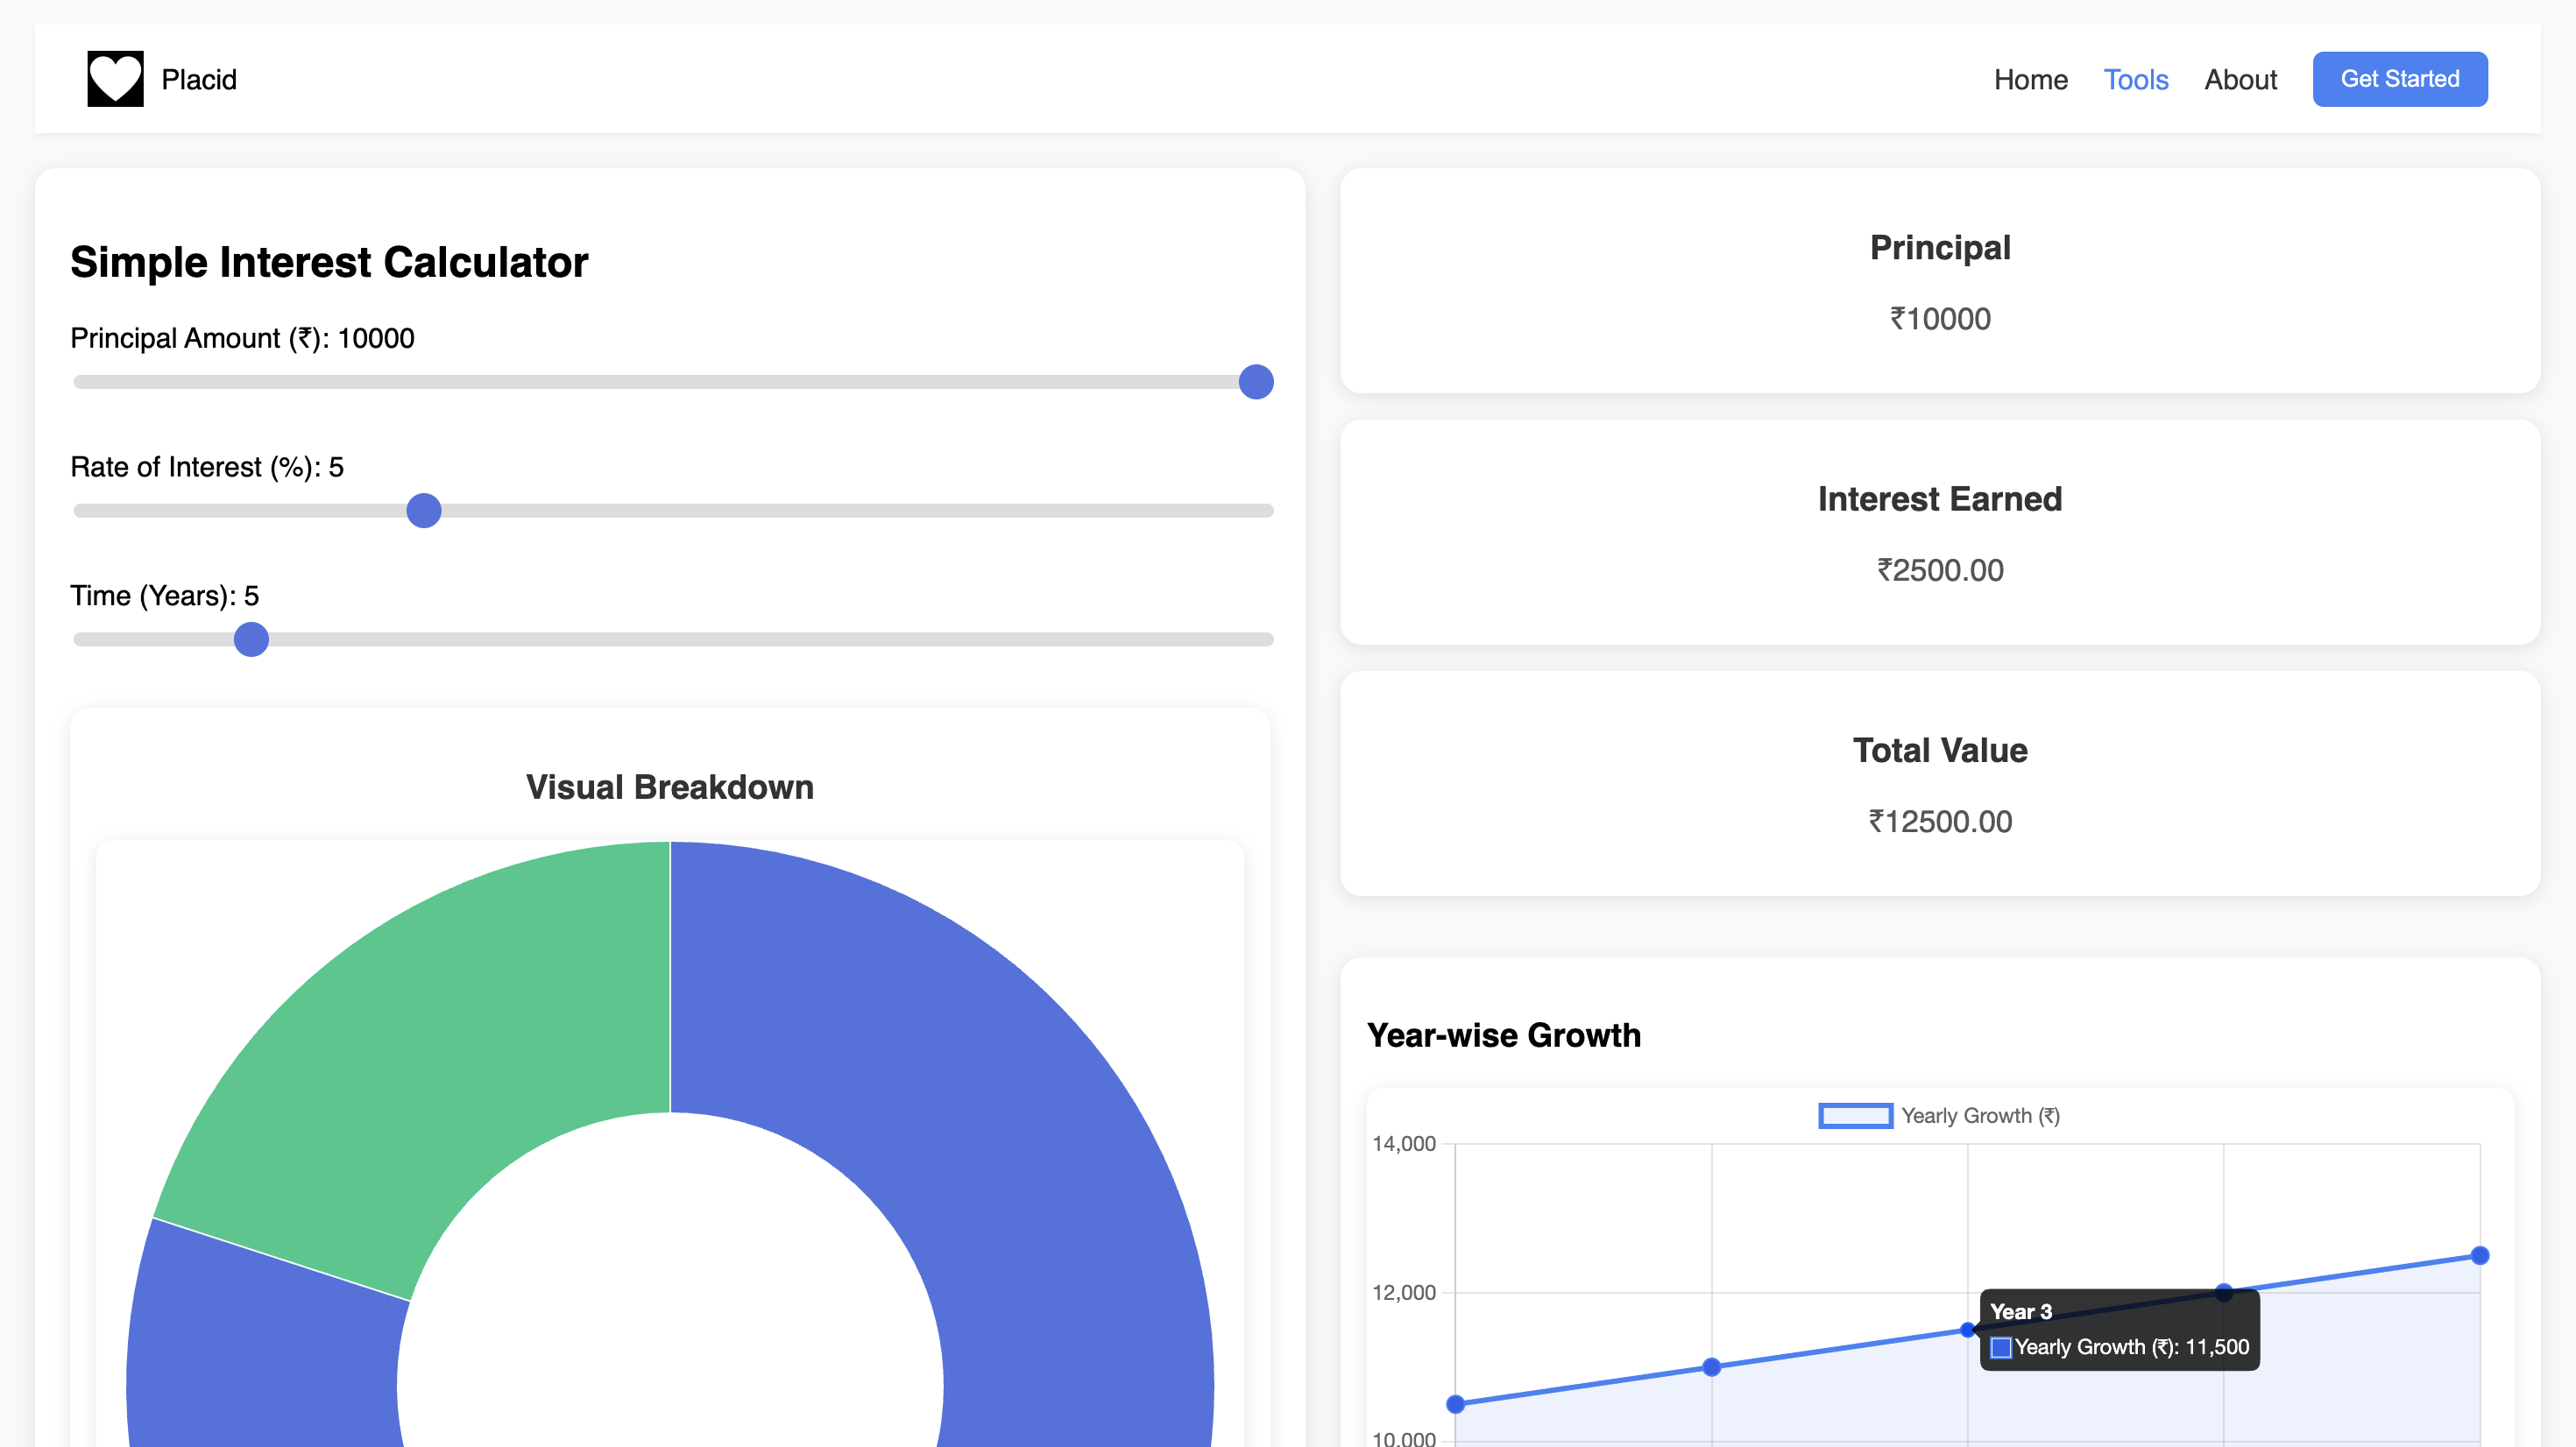 Placid
Home
Tools
About
Get Started
Simple Interest Calculator
Principal Amount (₹): 10000
Rate of Interest (%): 5
Time (Years): 5
Visual Breakdown
Principal
₹10000
Interest Earned
₹2500.00
Total Value
₹12500.00
Year-wise Growth
Yearly Growth (₹)
14,000
12,000
Year 3
Yearly Growth (₹): 11,500
10,000